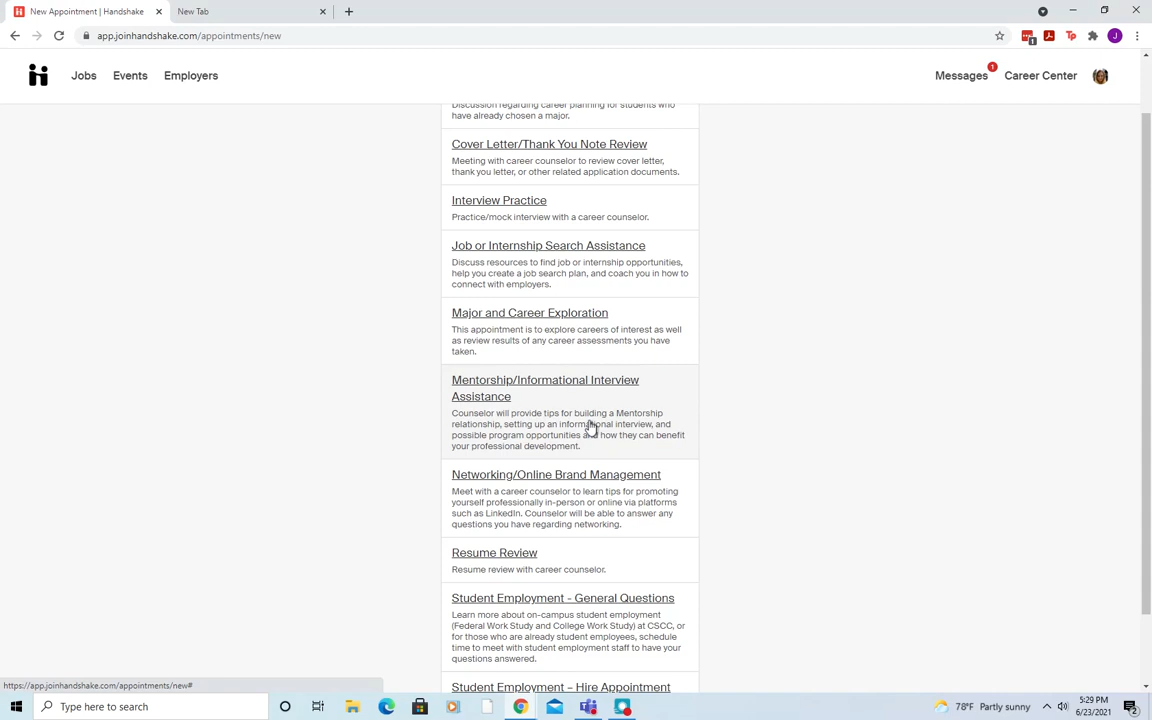 New Appointment | Handshake
New Tab
app.joinhandshake.com/appointments/new
1
J
Jobs
Events
Employers
Messages
1
Career Center
Discussion regarding career planning for students who
have already chosen a major.
Cover Letter/Thank You Note Review
Meeting with career counselor to review cover letter,
thank you letter, or other related application documents.
Interview Practice
Practice/mock interview with a career counselor.
Job or Internship Search Assistance
Discuss resources to find job or internship opportunities,
help you create a job search plan, and coach you in how to
connect with employers.
Major and Career Exploration
This appointment is to explore careers of interest as well
as review results of any career assessments you have
taken.
Mentorship/Informational Interview
Assistance
Counselor will provide tips for building a Mentorship
relationship, setting up an informational interview, and
possible program opportunities and how they can benefit
your professional development.
Networking/Online Brand Management
Meet with a career counselor to learn tips for promoting
yourself professionally in-person or online via platforms
such as LinkedIn. Counselor will be able to answer any
questions you have regarding networking.
Resume Review
Resume review with career counselor.
Student Employment - General Questions
Learn more about on-campus student employment
(Federal Work Study and College Work Study) at CSCC, or
for those who are already student employees, schedule
time to meet with student employment staff to have your
questions answered.
Student Employment – Hire Appointment
https://app.joinhandshake.com/appointments/new#
Type here to search
78°F Partly sunny
5:29 PM
6/23/2021
2